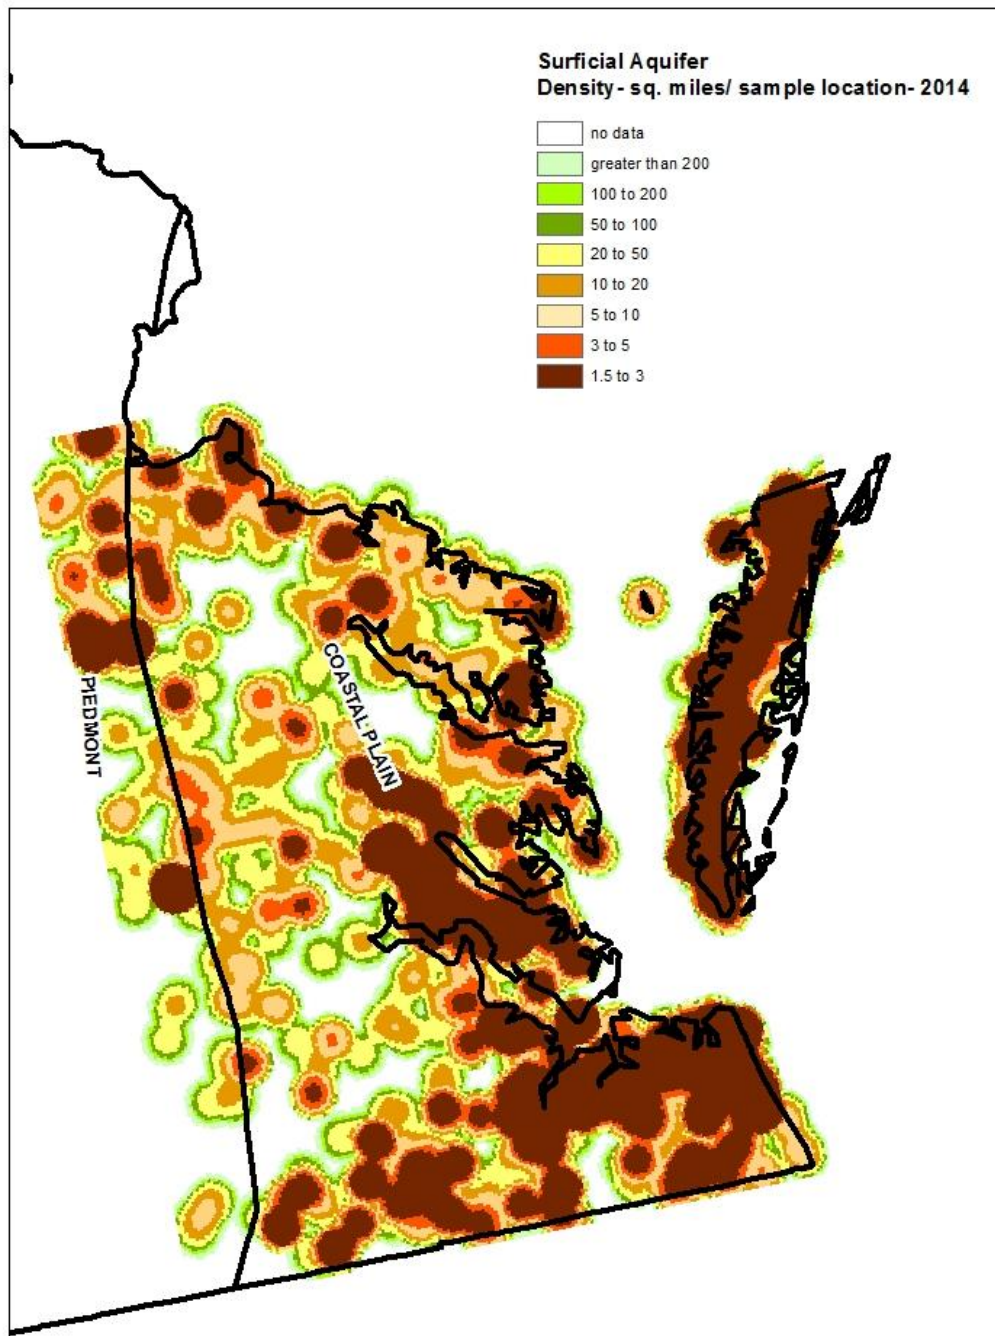 Surficial Aquifer
Density- sq. miles/ sample location- 2014
no data
greater than 200
100 to 200
50 to 100
20 to 50
10 to 20
5 to 10
3 to 5
1.5 to 3
COASTAL PLAIN
PIEDMONT